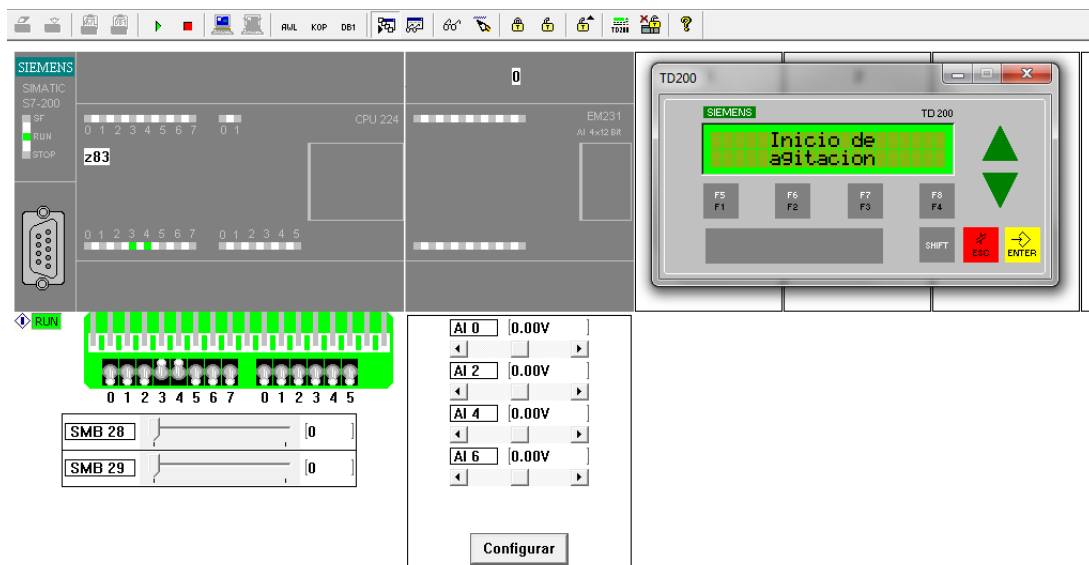 AWL KOP DB1 TD200
SIEMENS
SIMATIC
S7-200
SF
RUN
STOP
0 1 2 3 4 5 6 7 0 1
CPU 224
z83
0 1 2 3 4 5 6 7 0 1 2 3 4 5
0
EM231
AI 4x12 Bit
TD200
SIEMENS TD 200
Inicio de
agitacion
F5 F6 F7 F8
F1 F2 F3 F4
SHIFT ESC ENTER
RUN
0 1 2 3 4 5 6 7 0 1 2 3 4 5
SMB 28 [0 ]
SMB 29 [0 ]
AI 0 [0.00V ]
AI 2 [0.00V ]
AI 4 [0.00V ]
AI 6 [0.00V ]
Configurar